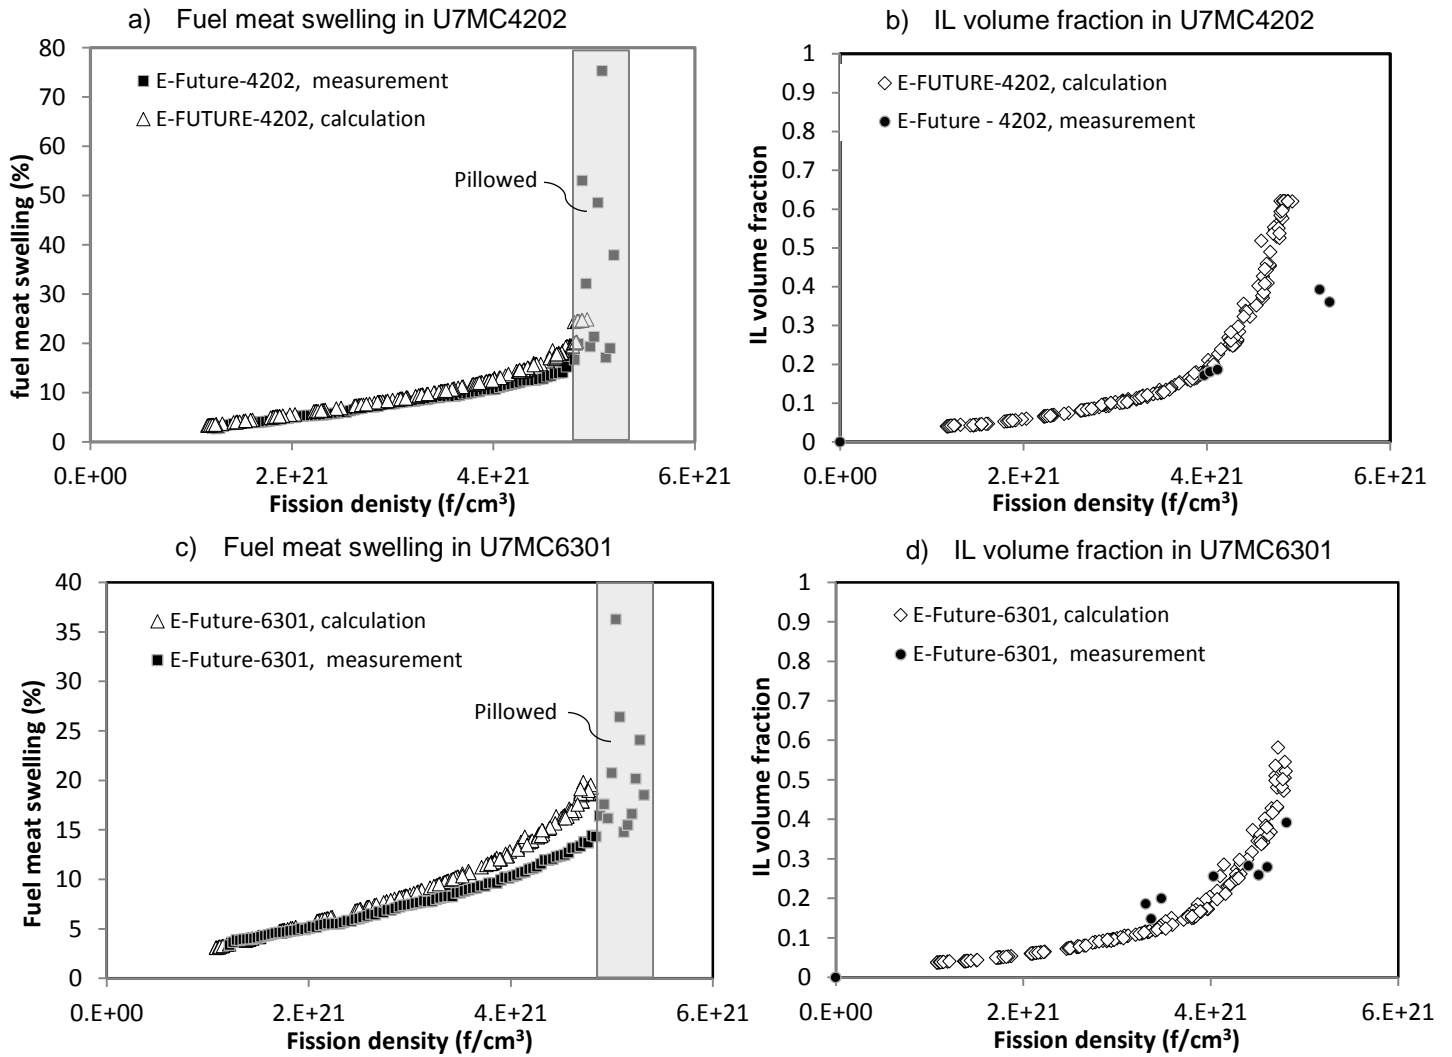 a) Fuel meat swelling in U7MC4202
fuel meat swelling (%)
80
70
60
50
40
30
20
10
0
E-Future-4202, measurement
E-FUTURE-4202, calculation
Pillowed
0.E+00
2.E+21
4.E+21
6.E+21
Fission denisty (f/cm³)
b) IL volume fraction in U7MC4202
IL volume fraction
1
0.9
0.8
0.7
0.6
0.5
0.4
0.3
0.2
0.1
0
E-FUTURE-4202, calculation
E-Future - 4202, measurement
0.E+00
2.E+21
4.E+21
6.E+21
Fission density (f/cm³)
c) Fuel meat swelling in U7MC6301
Fuel meat swelling (%)
40
35
30
25
20
15
10
5
0
E-Future-6301, calculation
E-Future-6301, measurement
Pillowed
0.E+00
2.E+21
4.E+21
6.E+21
Fission density (f/cm³)
d) IL volume fraction in U7MC6301
IL volume fraction
1
0.9
0.8
0.7
0.6
0.5
0.4
0.3
0.2
0.1
0
E-Future-6301, calculation
E-Future-6301, measurement
0.E+00
2.E+21
4.E+21
6.E+21
Fission density (f/cm³)